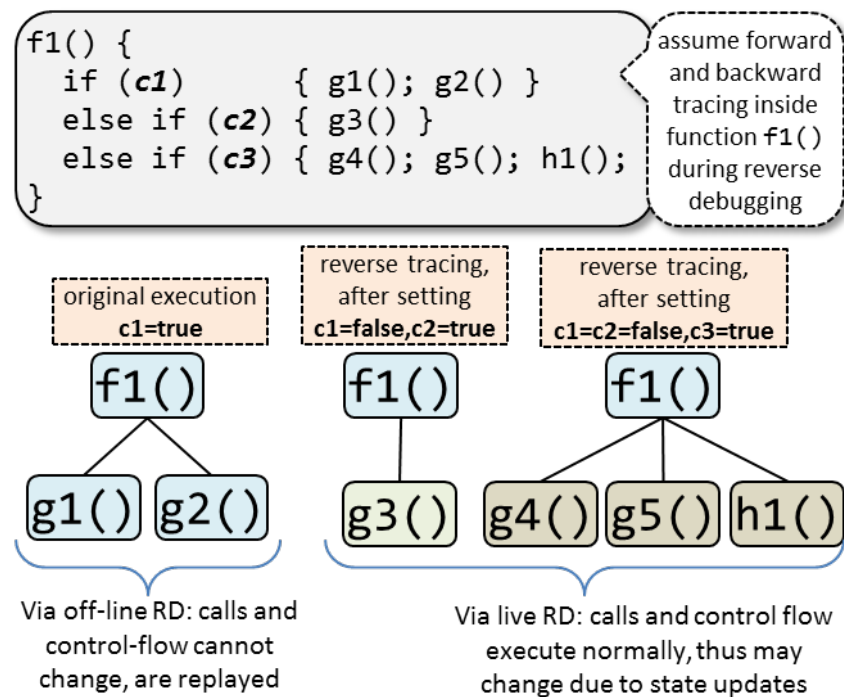 f1() {
if (c1) { g1(); g2() }
else if (c2) { g3() }
else if (c3) { g4(); g5(); h1();
}
assume forward
and backward
tracing inside
function f1()
during reverse
debugging
original execution
c1=true
reverse tracing,
after setting
c1=false,c2=true
reverse tracing,
after setting
c1=c2=false,c3=true
f1()
f1()
f1()
g1()
g2()
g3()
g4()
g5()
h1()
Via off-line RD: calls and
control-flow cannot
change, are replayed
Via live RD: calls and control flow
execute normally, thus may
change due to state updates